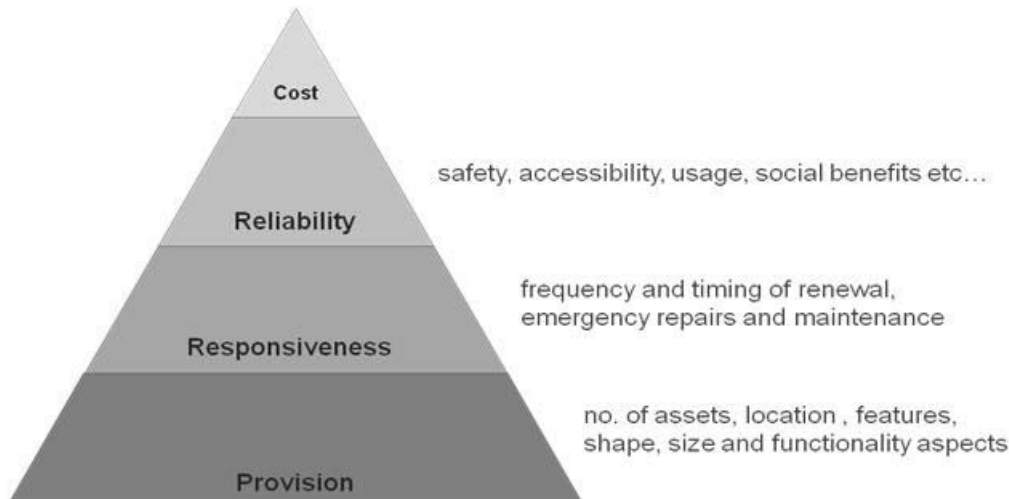 Cost
safety, accessibility, usage, social benefits etc...
Reliability
frequency and timing of renewal,
emergency repairs and maintenance
Responsiveness
no. of assets, location , features,
shape, size and functionality aspects
Provision